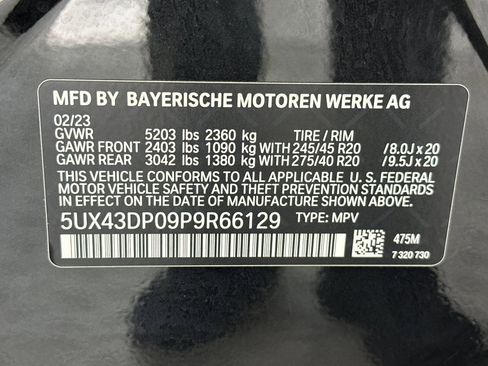 MFD BY BAYERISCHE MOTOREN WERKE AG
02/23
GVWR 5203 lbs 2360 kg TIRE / RIM
GAWR FRONT 2403 lbs 1090 kg WITH 245/45 R20 /8.0J x 20
GAWR REAR 3042 lbs 1380 kg WITH 275/40 R20 /9.5J x 20
THIS VEHICLE CONFORMS TO ALL APPLICABLE U. S. FEDERAL
MOTOR VEHICLE SAFETY AND THEFT PREVENTION STANDARDS
IN EFFECT ON THE DATE OF MANUFACTURE SHOWN ABOVE.
5UX43DP09P9R66129 TYPE: MPV
475M
7 320 730